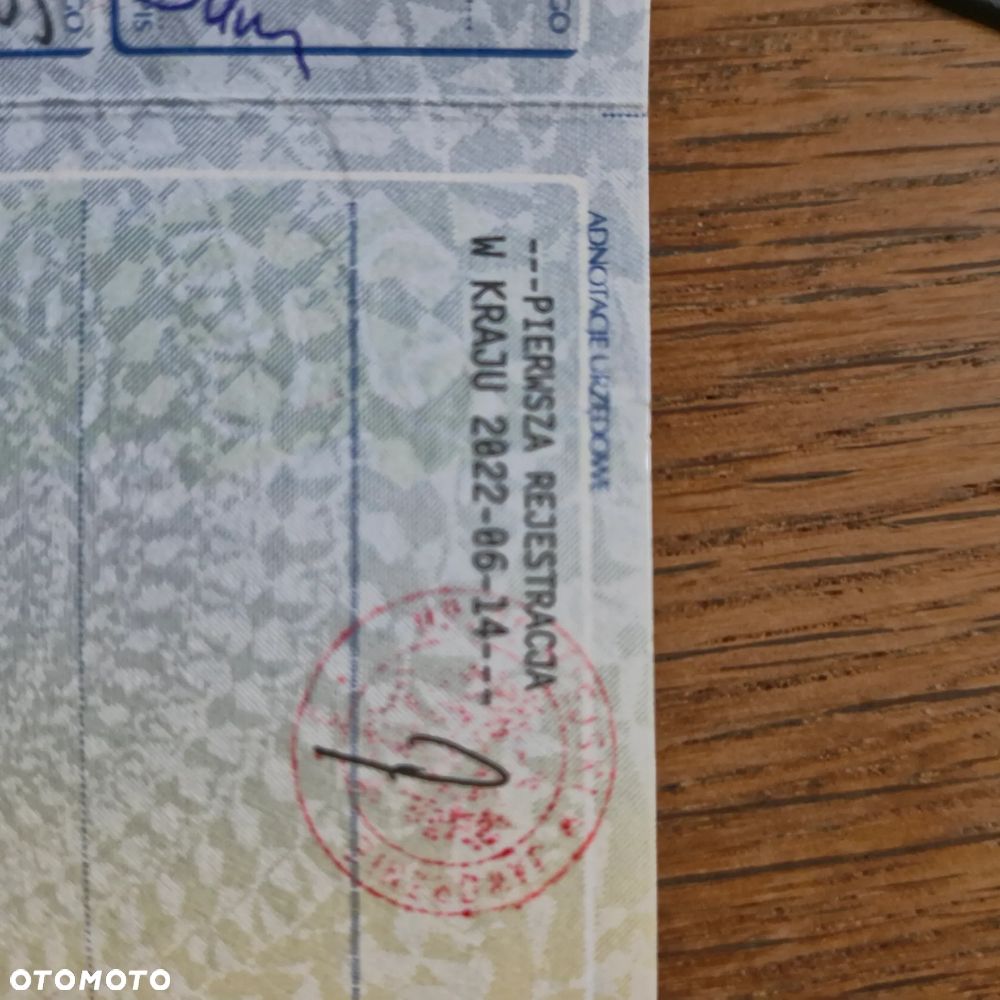 ADNOTACJE URZĘDOWE
---PIERWSZA REJESTRACJA
W KRAJU 2022-06-14---
OTOMOTO